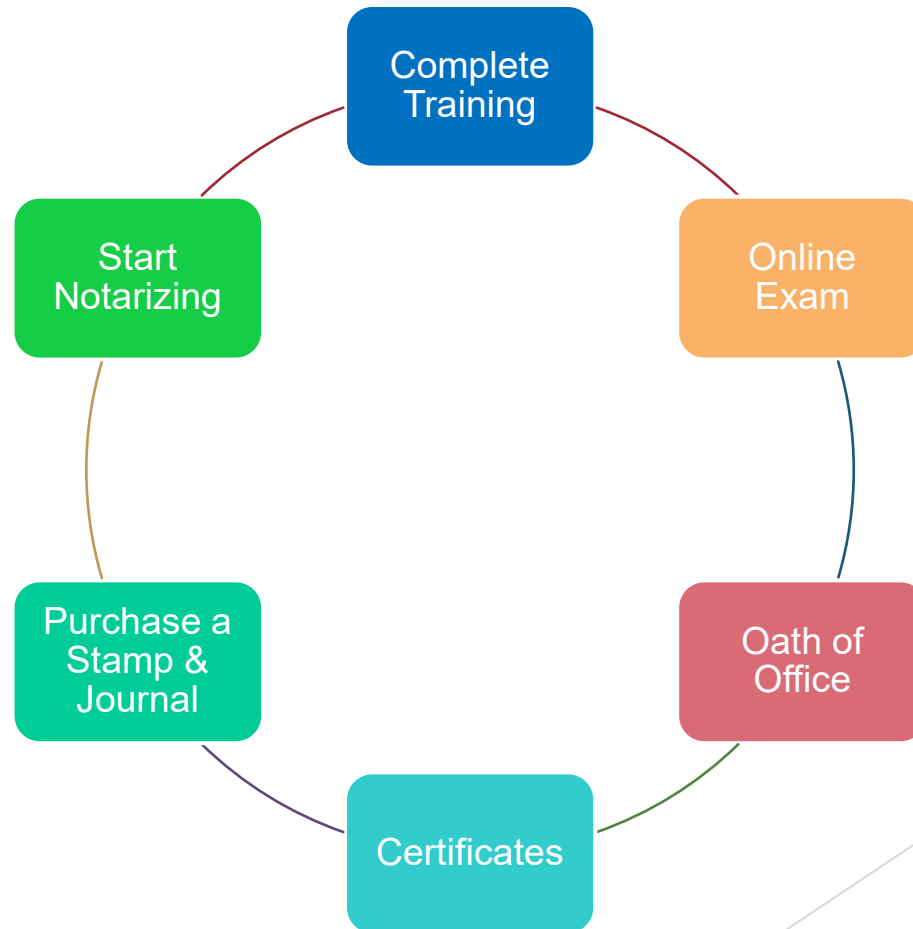 Complete
Training
Online
Exam
Oath of
Office
Certificates
Purchase a
Stamp &
Journal
Start
Notarizing